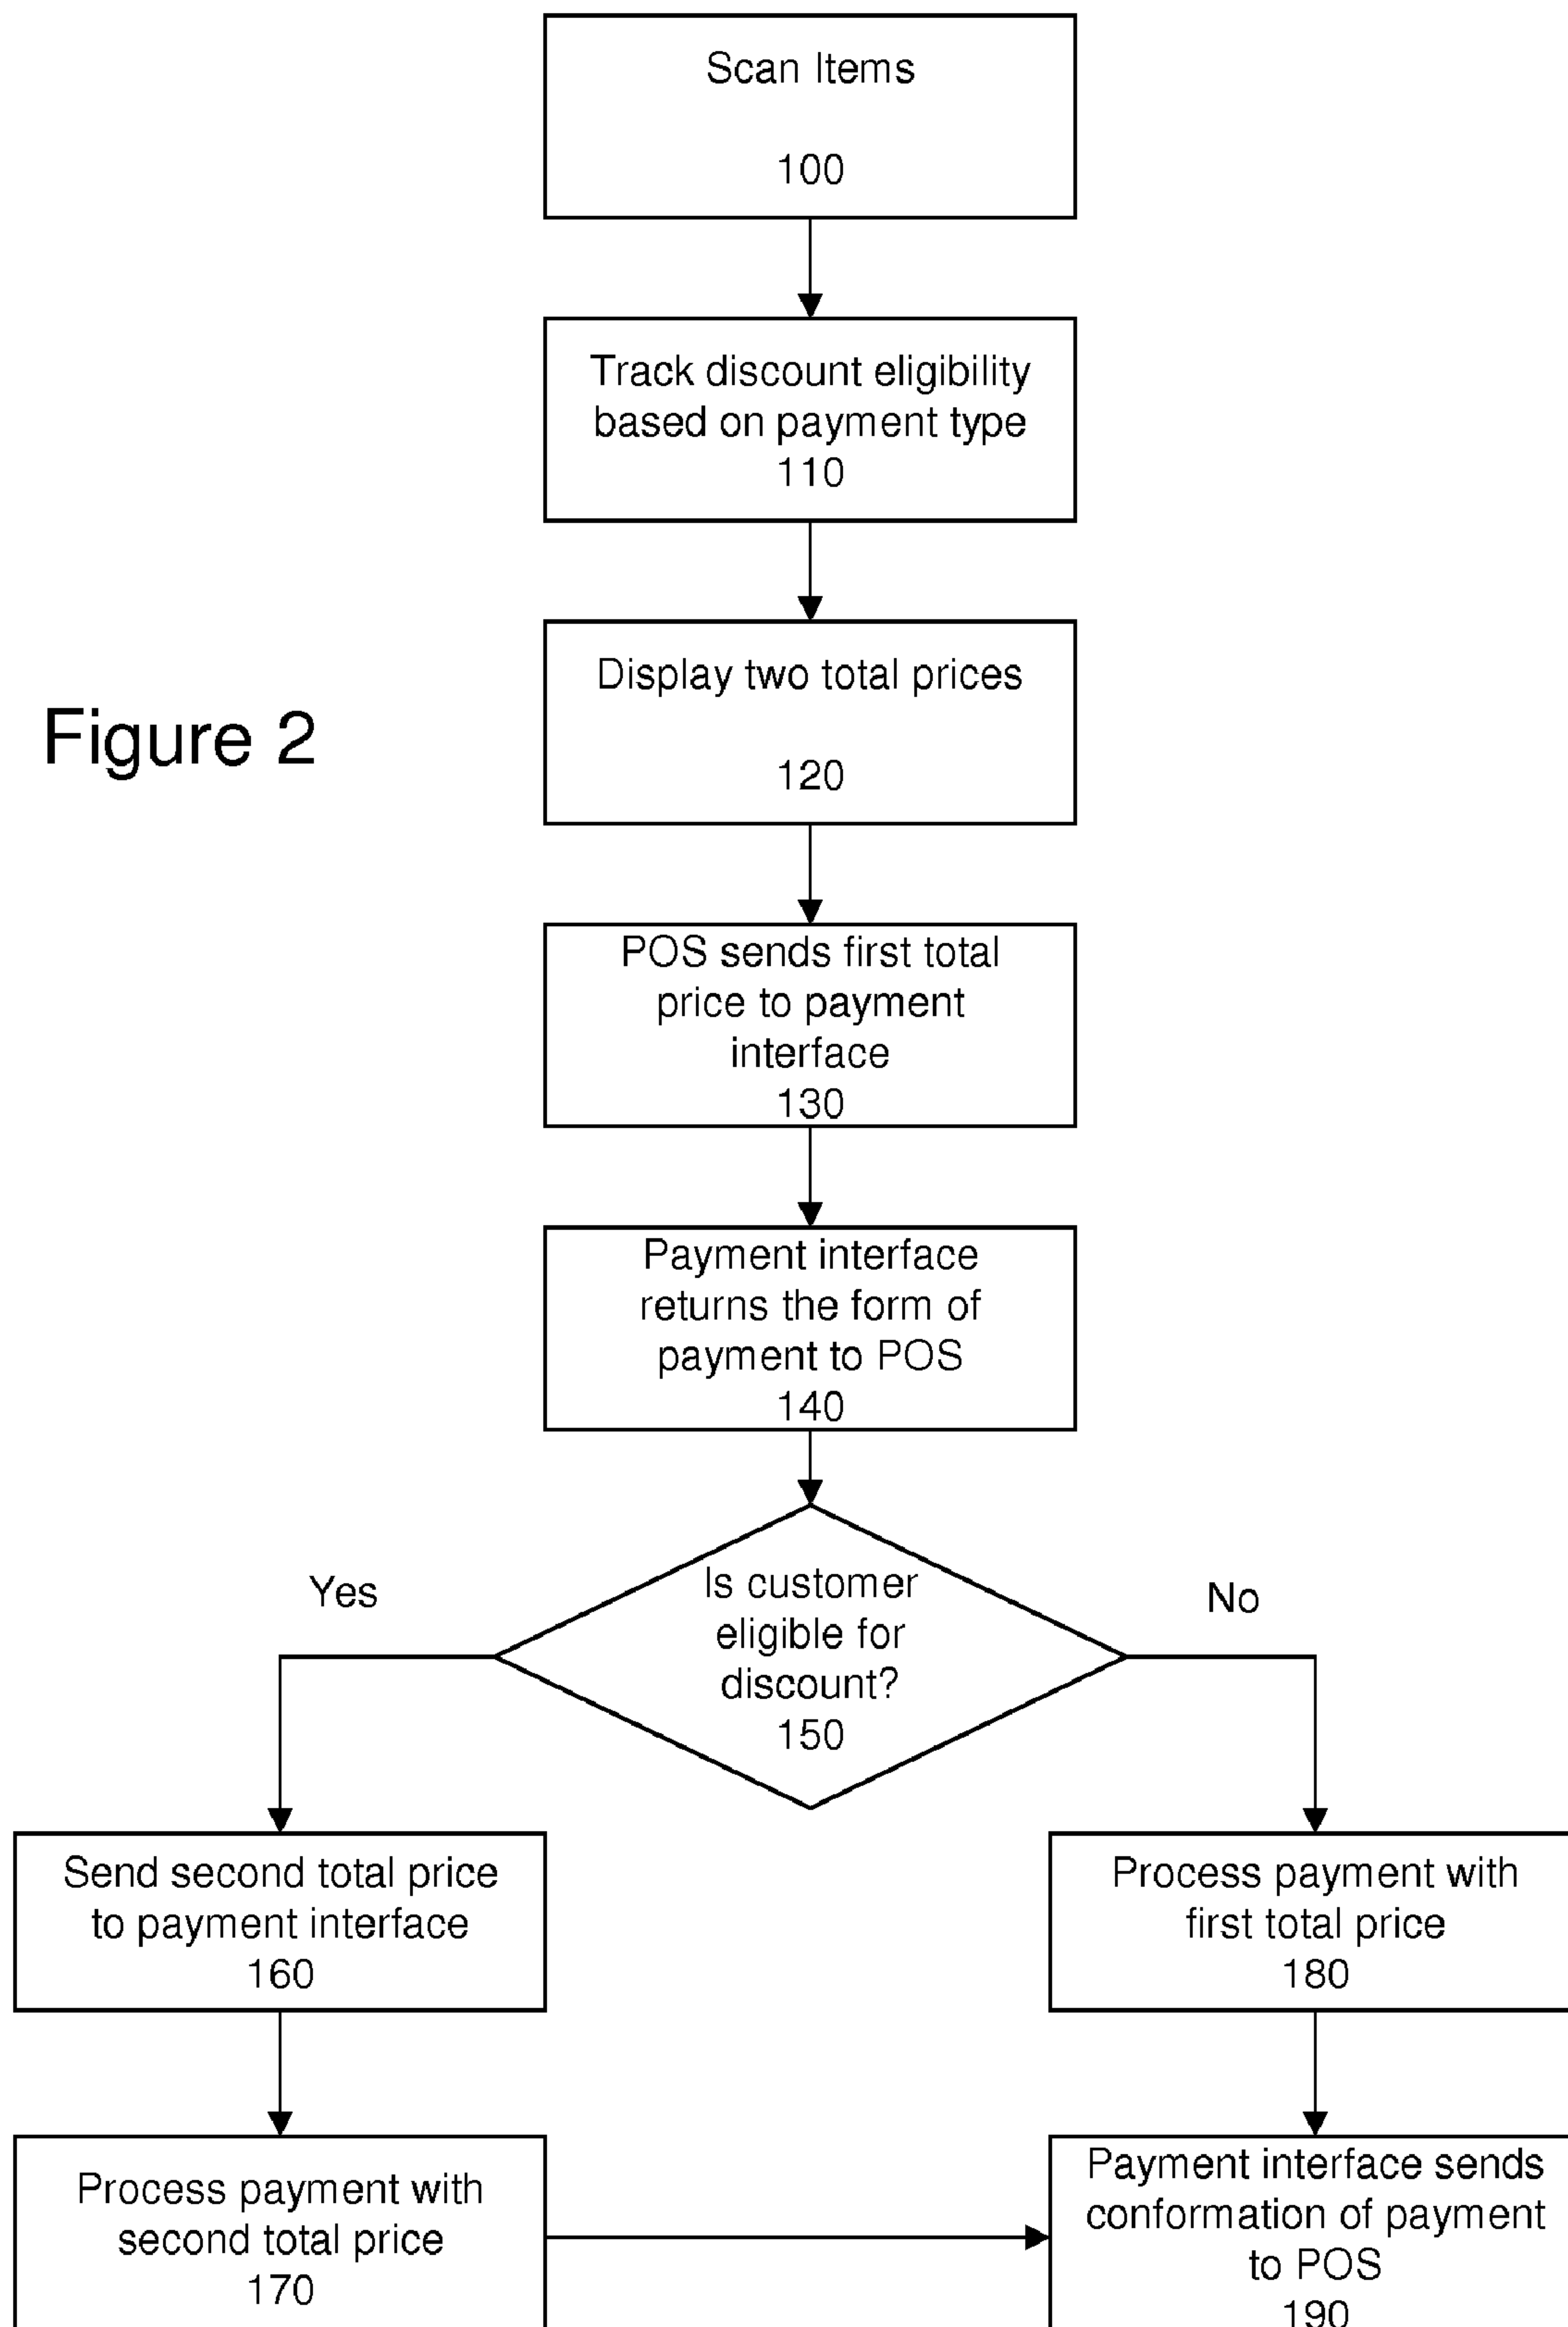 Scan Items
100
Track discount eligibility
based on payment type
110
Display two total prices
120
Figure 2
POS sends first total
price to payment
interface
130
Payment interface
returns the form of
payment to POS
140
Is customer
eligible for
discount?
150
Yes
No
Send second total price
to payment interface
160
Process payment with
first total price
180
Process payment with
second total price
170
Payment interface sends
conformation of payment
to POS
190